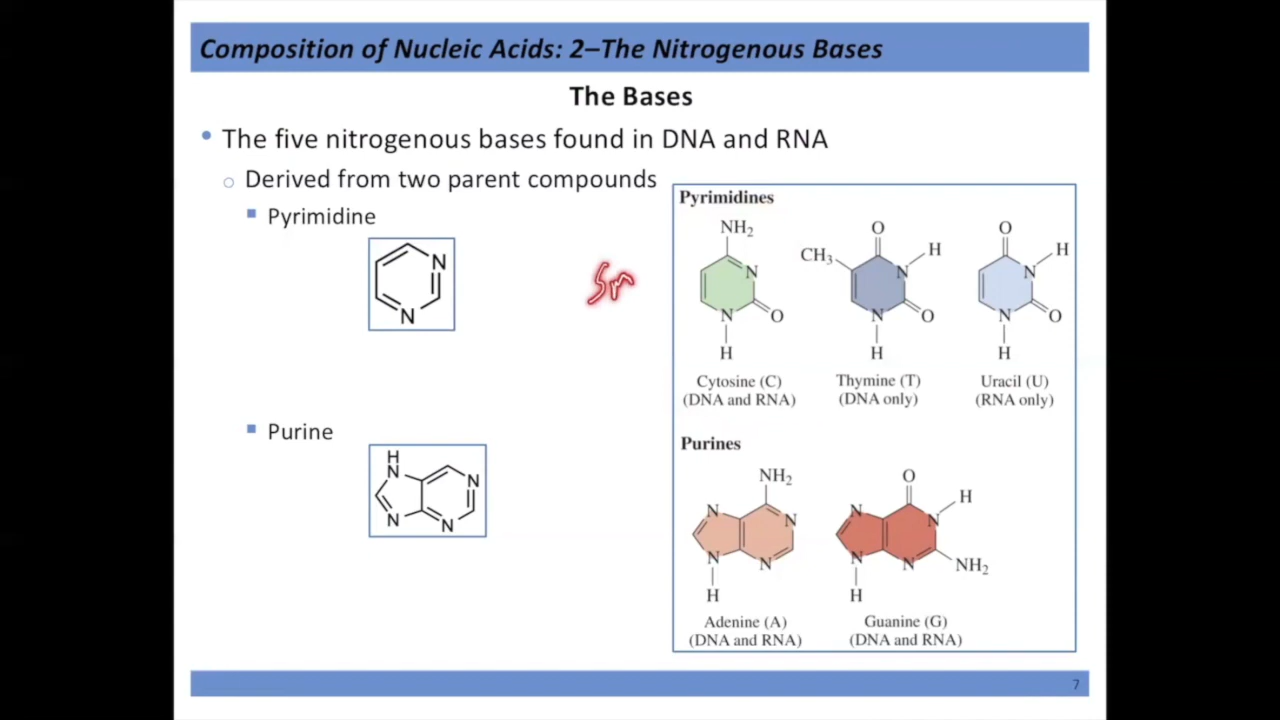 Composition of Nucleic Acids: 2–The Nitrogenous Bases
The Bases
• The five nitrogenous bases found in DNA and RNA
○ Derived from two parent compounds
▪ Pyrimidine
N
N
▪ Purine
H
N
N
N
N
Pyrimidines
NH₂
N
N
O
H
Cytosine (C)
(DNA and RNA)
O
CH₃
N
H
N
O
H
Thymine (T)
(DNA only)
O
N
H
N
O
H
Uracil (U)
(RNA only)
Purines
NH₂
N
N
N
N
H
Adenine (A)
(DNA and RNA)
O
H
N
N
N
N
NH₂
H
Guanine (G)
(DNA and RNA)
7